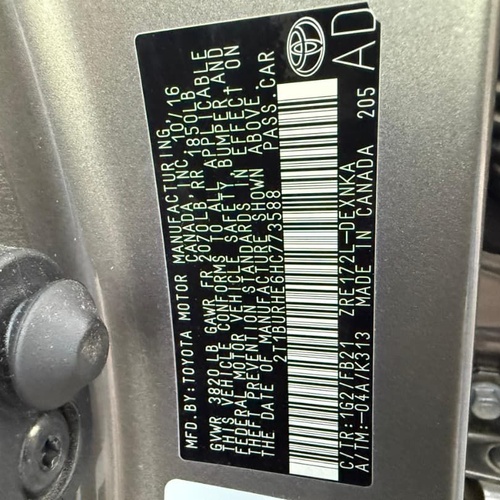 MFD.BY:TOYOTA MOTOR MANUFACTURING
CANADA, INC. 10/16
GVWR 3820LB GAWR FR 2020LB,RR 1850LB
THIS VEHICLE CONFORMS TO ALL APPLICABLE
FEDERAL MOTOR VEHICLE SAFETY, BUMPER AND
THEFT PREVENTION STANDARDS IN EFFECT ON
THE DATE OF MANUFACTURE SHOWN ABOVE.
2T1BURHE6HC773588 PASS.CAR
C/TR:1G2/FB21 ZRE172L-DEXNKA AD
A/TM:-04A/K313 MADE IN CANADA 205